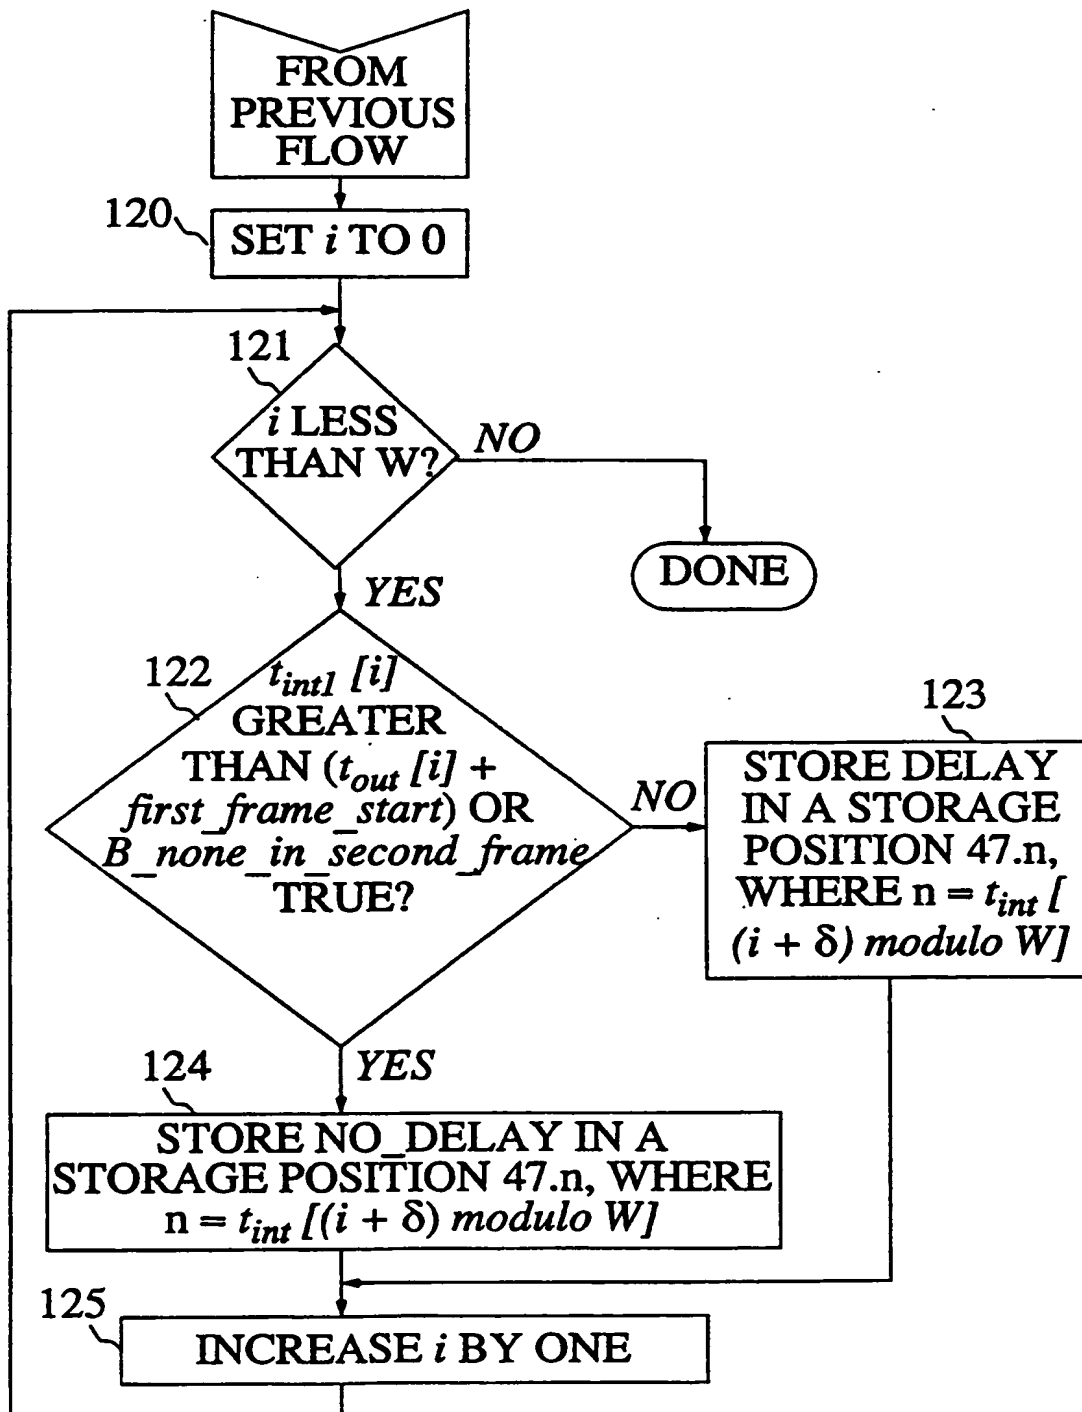 FROM
PREVIOUS
FLOW
120
SET i TO 0
121
i LESS
THAN W?
NO
DONE
YES
122
t_int1 [i]
GREATER
THAN (t_out [i] +
first_frame_start) OR
B_none_in_second_frame
TRUE?
NO
123
STORE DELAY
IN A STORAGE
POSITION 47.n,
WHERE n = t_int [
(i + δ) modulo W]
YES
124
STORE NO_DELAY IN A
STORAGE POSITION 47.n, WHERE
n = t_int [(i + δ) modulo W]
125
INCREASE i BY ONE